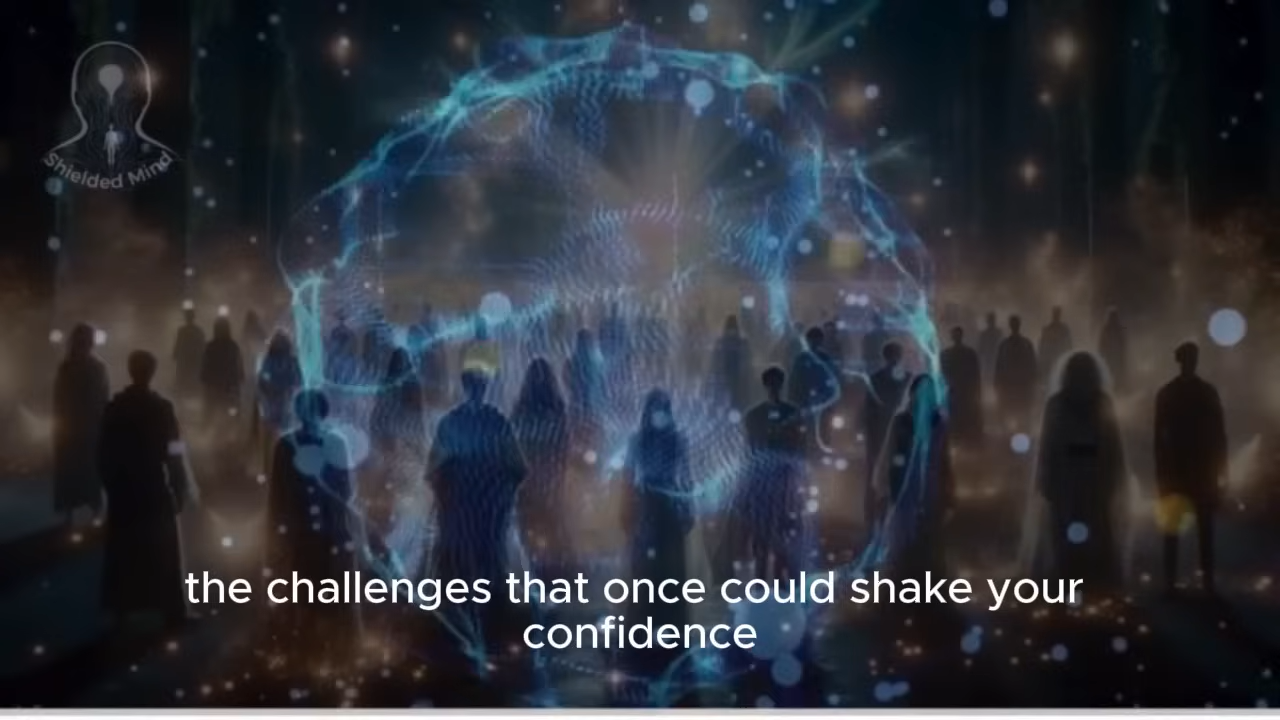 Shielded Mind
the challenges that once could shake your
confidence